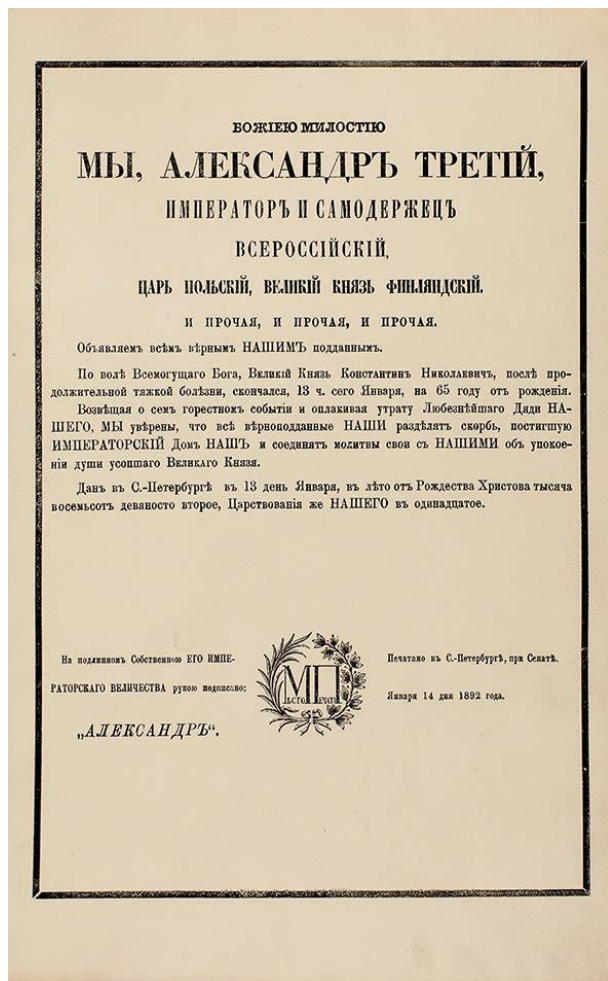 БОЖІЕЮ МИЛОСТІЮ
МЫ, АЛЕКСАНДРЪ ТРЕТІЙ,
ИМПЕРАТОРЪ И САМОДЕРЖЕЦЪ
ВСЕРОССІЙСКІЙ,
ЦАРЬ ПОЛЬСКІЙ, ВЕЛИКІЙ КНЯЗЬ ФИНЛЯНДСКІЙ.
И ПРОЧАЯ, И ПРОЧАЯ, И ПРОЧАЯ.
Объявляемъ всѣмъ вѣрнымъ НАШИМЪ подданнымъ.
По волѣ Всемогущаго Бога, Великій Князь Константинъ Николаевичъ, послѣ про-
должительной тяжкой болѣзни, скончался, 13 ч. сего Января, на 65 году отъ рожденія.
Возвѣщая о семъ горестномъ событіи и оплакивая утрату Любезнѣйшаго Дяди НА-
ШЕГО, МЫ увѣрены, что всѣ вѣрноподданные НАШИ раздѣлятъ скорбь, постигшую
ИМПЕРАТОРСКІЙ Домъ НАШЪ и соединятъ молитвы свои съ НАШИМИ объ упокое-
ніи души усопшаго Великаго Князя.
Данъ въ С.-Петербургѣ въ 13 день Января, въ лѣто отъ Рождества Христова тысяча
восемьсотъ девяносто второе, Царствованія же НАШЕГО въ одинадцатое.
На подлинномъ Собственною ЕГО ИМПЕ-
РАТОРСКАГО ВЕЛИЧЕСТВА рукою подписано:
„АЛЕКСАНДРЪ“.
МѢСТО ПЕЧАТИ
Печатано въ С.-Петербургѣ, при Сенатѣ.
Января 14 дня 1892 года.